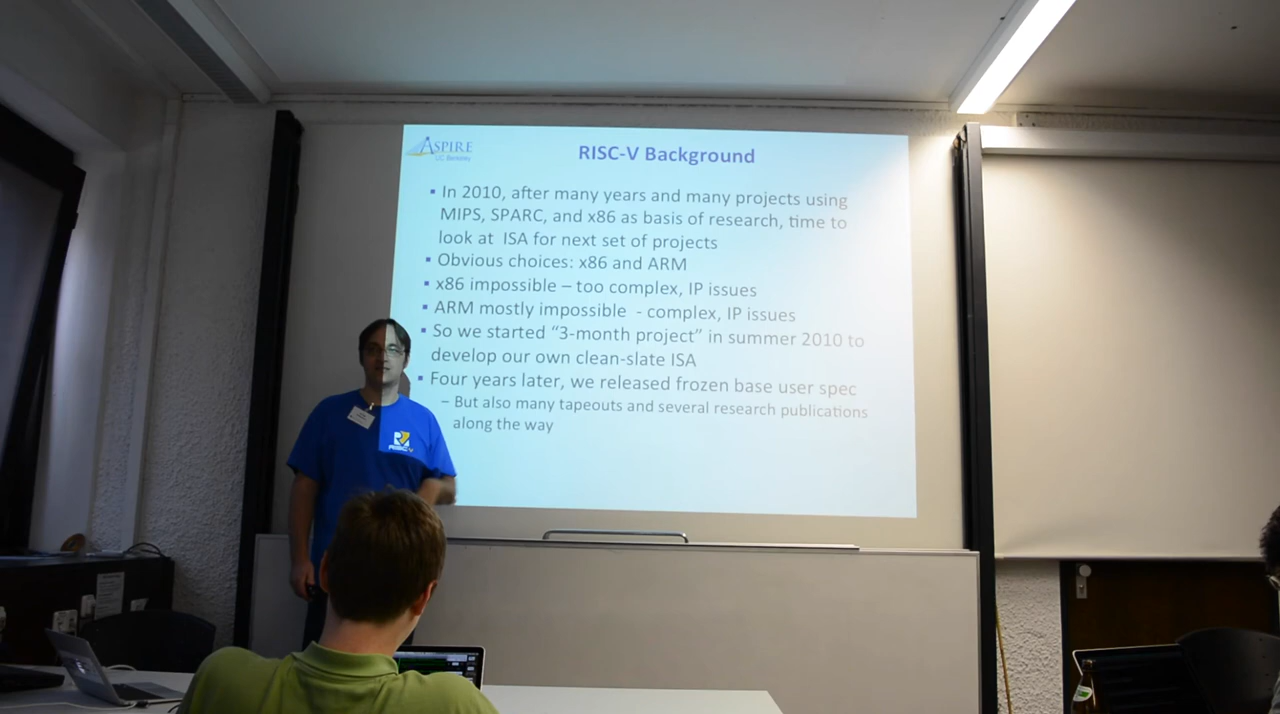 ASPIRE
UC Berkeley
RISC-V Background
▪ In 2010, after many years and many projects using
MIPS, SPARC, and x86 as basis of research, time to
look at ISA for next set of projects
▪ Obvious choices: x86 and ARM
▪ x86 impossible – too complex, IP issues
▪ ARM mostly impossible - complex, IP issues
▪ So we started “3-month project” in summer 2010 to
develop our own clean-slate ISA
▪ Four years later, we released frozen base user spec
– But also many tapeouts and several research publications
along the way
RISC-V